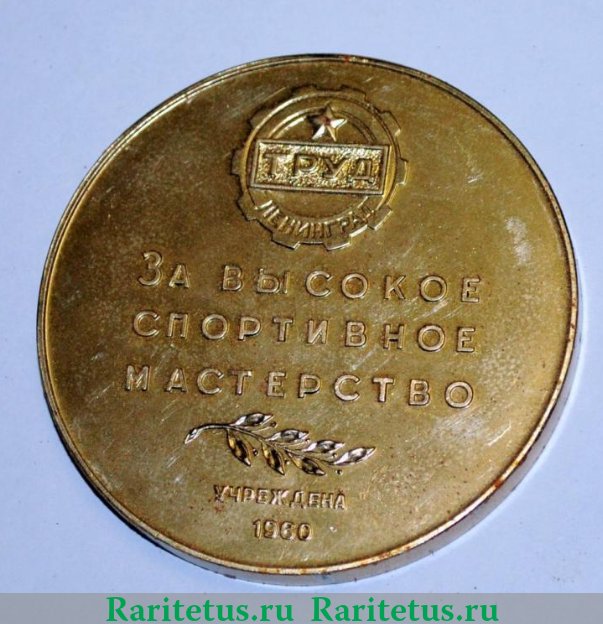 ТРУД
ЛЕНИНГРАД
ЗА ВЫСОКОЕ
СПОРТИВНОЕ
МАСТЕРСТВО
УЧРЕЖДЕНА
1960
Raritetus.ru Raritetus.ru